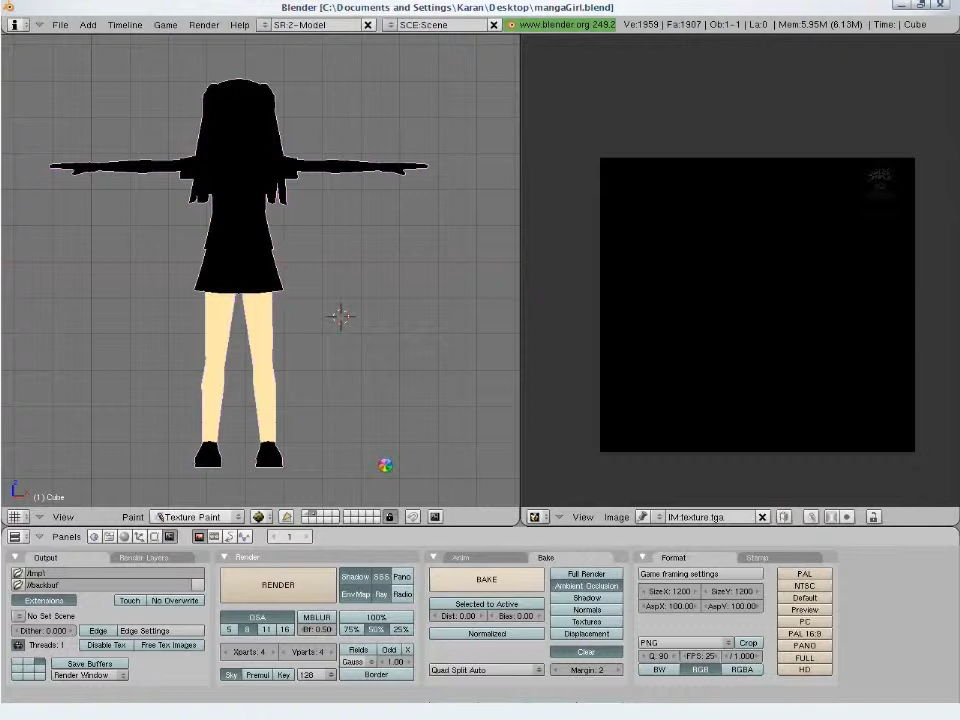 Blender [C:\Documents and Settings\Karan\Desktop\mangaGirl.blend]
File Add Timeline Game Render Help SR:2-Model SCE:Scene www.blender.org 249.2 Ve:1959 | Fa:1907 | Ob:1-1 | La:0 | Mem:5.95M (6.13M) | Time: | Cube
(1) Cube
View Paint Texture Paint View Image IM:texture.tga
Panels 1
Output Render Layers Render Anim Bake Format Stamp
/tmp\
//backbuf
Extensions Touch No Overwrite
No Set Scene
Dither: 0.000 Edge Edge Settings
Threads: 1 Disable Tex Free Tex Images
Save Buffers
Render Window
RENDER
Shadow SSS Pano
EnvMap Ray Radio
OSA MBLUR 100%
5 8 11 16 Bf: 0.50 75% 50% 25%
Xparts: 4 Yparts: 4 Fields Odd X
Gauss 1.00
Sky Premul Key 128 Border
BAKE
Selected to Active
Dist: 0.00 Bias: 0.00
Normalized
Quad Split Auto
Full Render
Ambient Occlusion
Shadow
Normals
Textures
Displacement
Clear
Margin: 2
Game framing settings
SizeX: 1200 SizeY: 1200
AspX: 100.00 AspY: 100.00
PNG Crop
Q: 90 FPS: 25 / 1.000
BW RGB RGBA
PAL
NTSC
Default
Preview
PC
PAL 16:9
PANO
FULL
HD